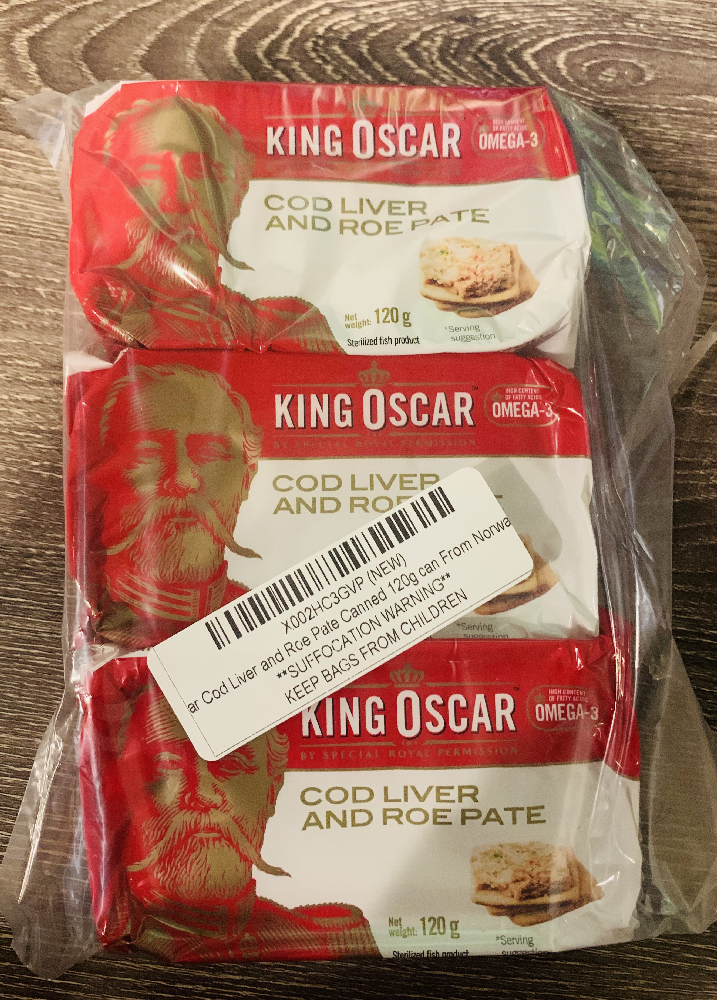 KING OSCAR
HIGH CONTENT
OF FATTY ACIDS
OMEGA-3
COD LIVER
AND ROE PATE
Net
weight: 120 g
Sterilized fish product
*Serving
suggestion
KING OSCAR
BY SPECIAL ROYAL PERMISSION
HIGH CONTENT
OF FATTY ACIDS
OMEGA-3
COD LIVER
AND ROE
X002HC3GVP (NEW)
ar Cod Liver and Roe Pate Canned 120g can From Norwa
**SUFFOCATION WARNING**
KEEP BAGS FROM CHILDREN
*Serving
suggestion
KING OSCAR
BY SPECIAL ROYAL PERMISSION
HIGH CONTENT
OF FATTY ACIDS
OMEGA-3
COD LIVER
AND ROE PATE
Net
weight: 120 g
Sterilized fish product
*Serving
suggestion